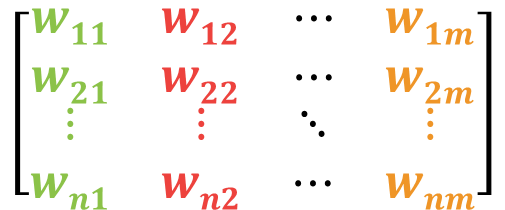 w11 w12 ⋯ w1m
w21 w22 ⋯ w2m
⋮ ⋮ ⋱ ⋮
wn1 wn2 ⋯ wnm